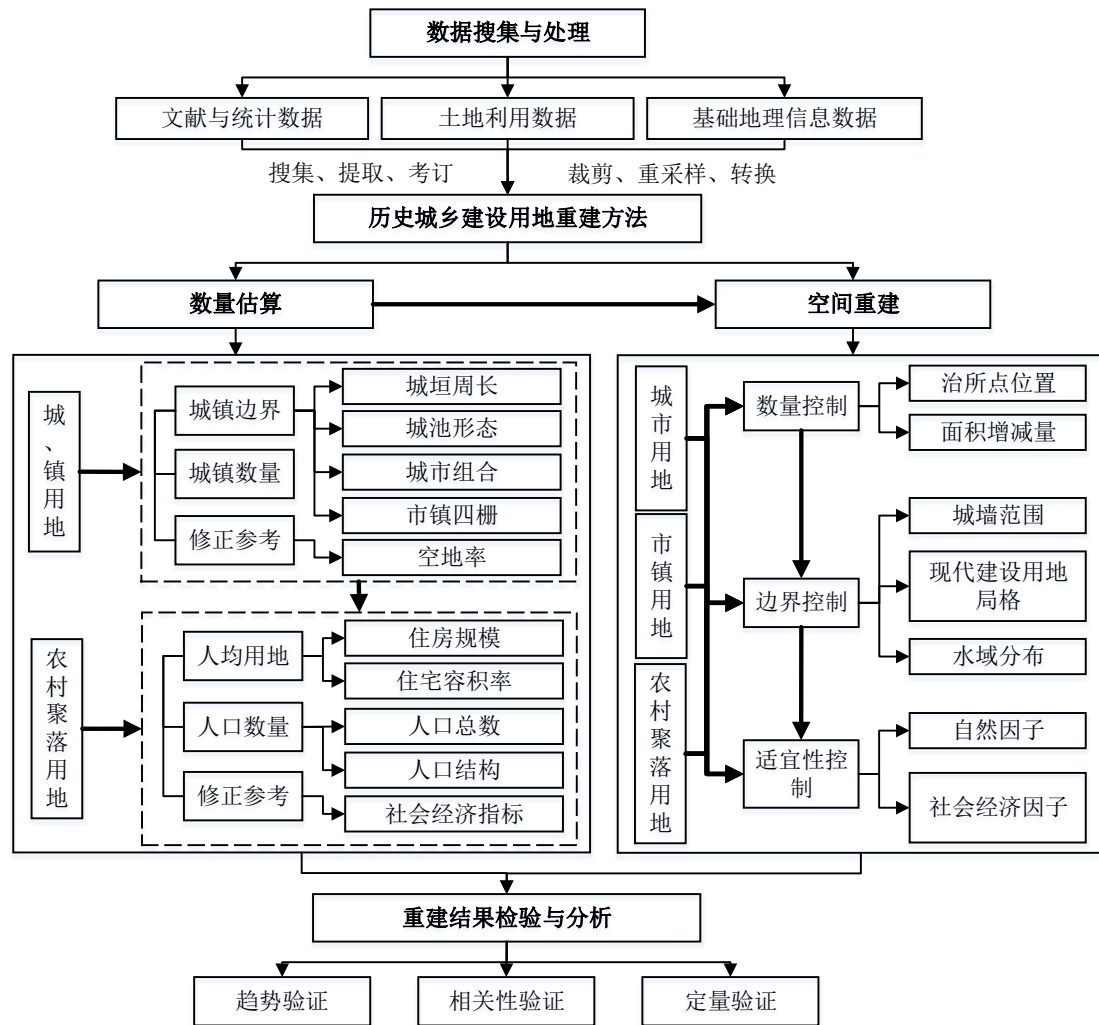 数据搜集与处理
文献与统计数据
土地利用数据
基础地理信息数据
搜集、提取、考订
裁剪、重采样、转换
历史城乡建设用地重建方法
数量估算
空间重建
城、镇用地
城镇边界
城镇数量
修正参考
城垣周长
城池形态
城市组合
市镇四栅
空地率
农村聚落用地
人均用地
人口数量
修正参考
住房规模
住宅容积率
人口总数
人口结构
社会经济指标
城市用地
市镇用地
农村聚落用地
数量控制
边界控制
适宜性控
制
治所点位置
面积增减量
城墙范围
现代建设用地
局格
水域分布
自然因子
社会经济因子
重建结果检验与分析
趋势验证
相关性验证
定量验证